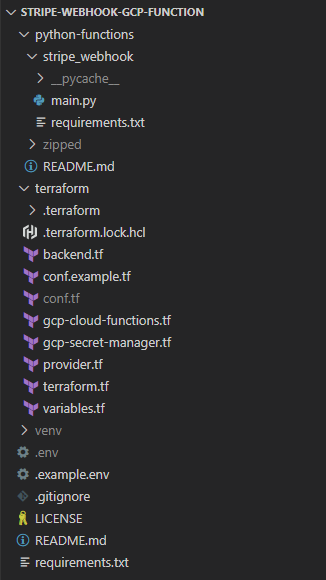 STRIPE-WEBHOOK-GCP-FUNCTION
python-functions
stripe_webhook
__pycache__
main.py
requirements.txt
zipped
README.md
terraform
.terraform
.terraform.lock.hcl
backend.tf
conf.example.tf
conf.tf
gcp-cloud-functions.tf
gcp-secret-manager.tf
provider.tf
terraform.tf
variables.tf
venv
.env
.example.env
.gitignore
LICENSE
README.md
requirements.txt